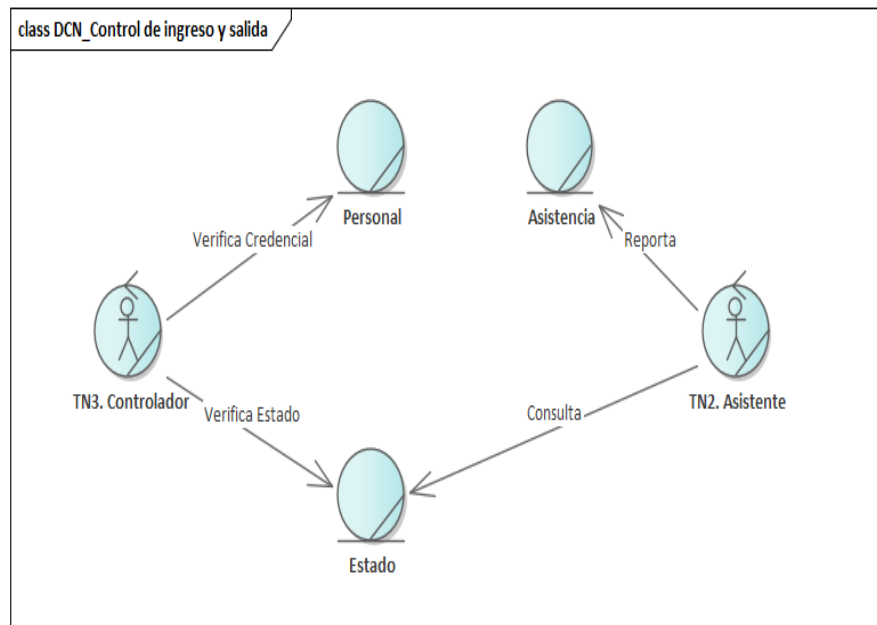 class DCN_Control de ingreso y salida
Personal
Asistencia
Verifica Credencial
Reporta
TN3. Controlador
TN2. Asistente
Verifica Estado
Consulta
Estado